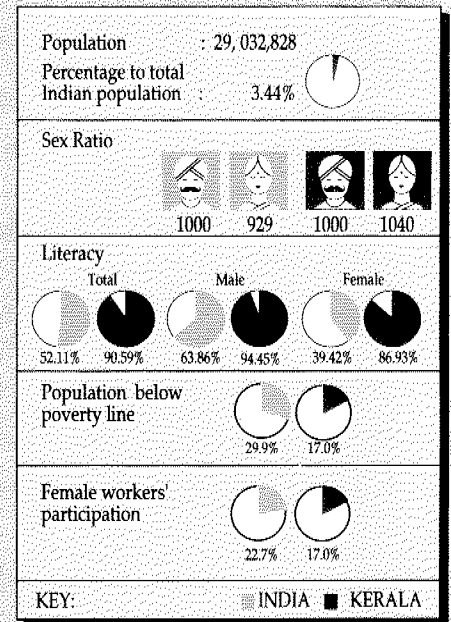 Population : 29, 032,828
Percentage to total
Indian population : 3.44%
Sex Ratio
1000 929 1000 1040
Literacy
Total Male Female
52.11% 90.59% 63.86% 94.45% 39.42% 86.93%
Population below
poverty line
29.9% 17.0%
Female workers'
participation
22.7% 17.0%
KEY: INDIA KERALA